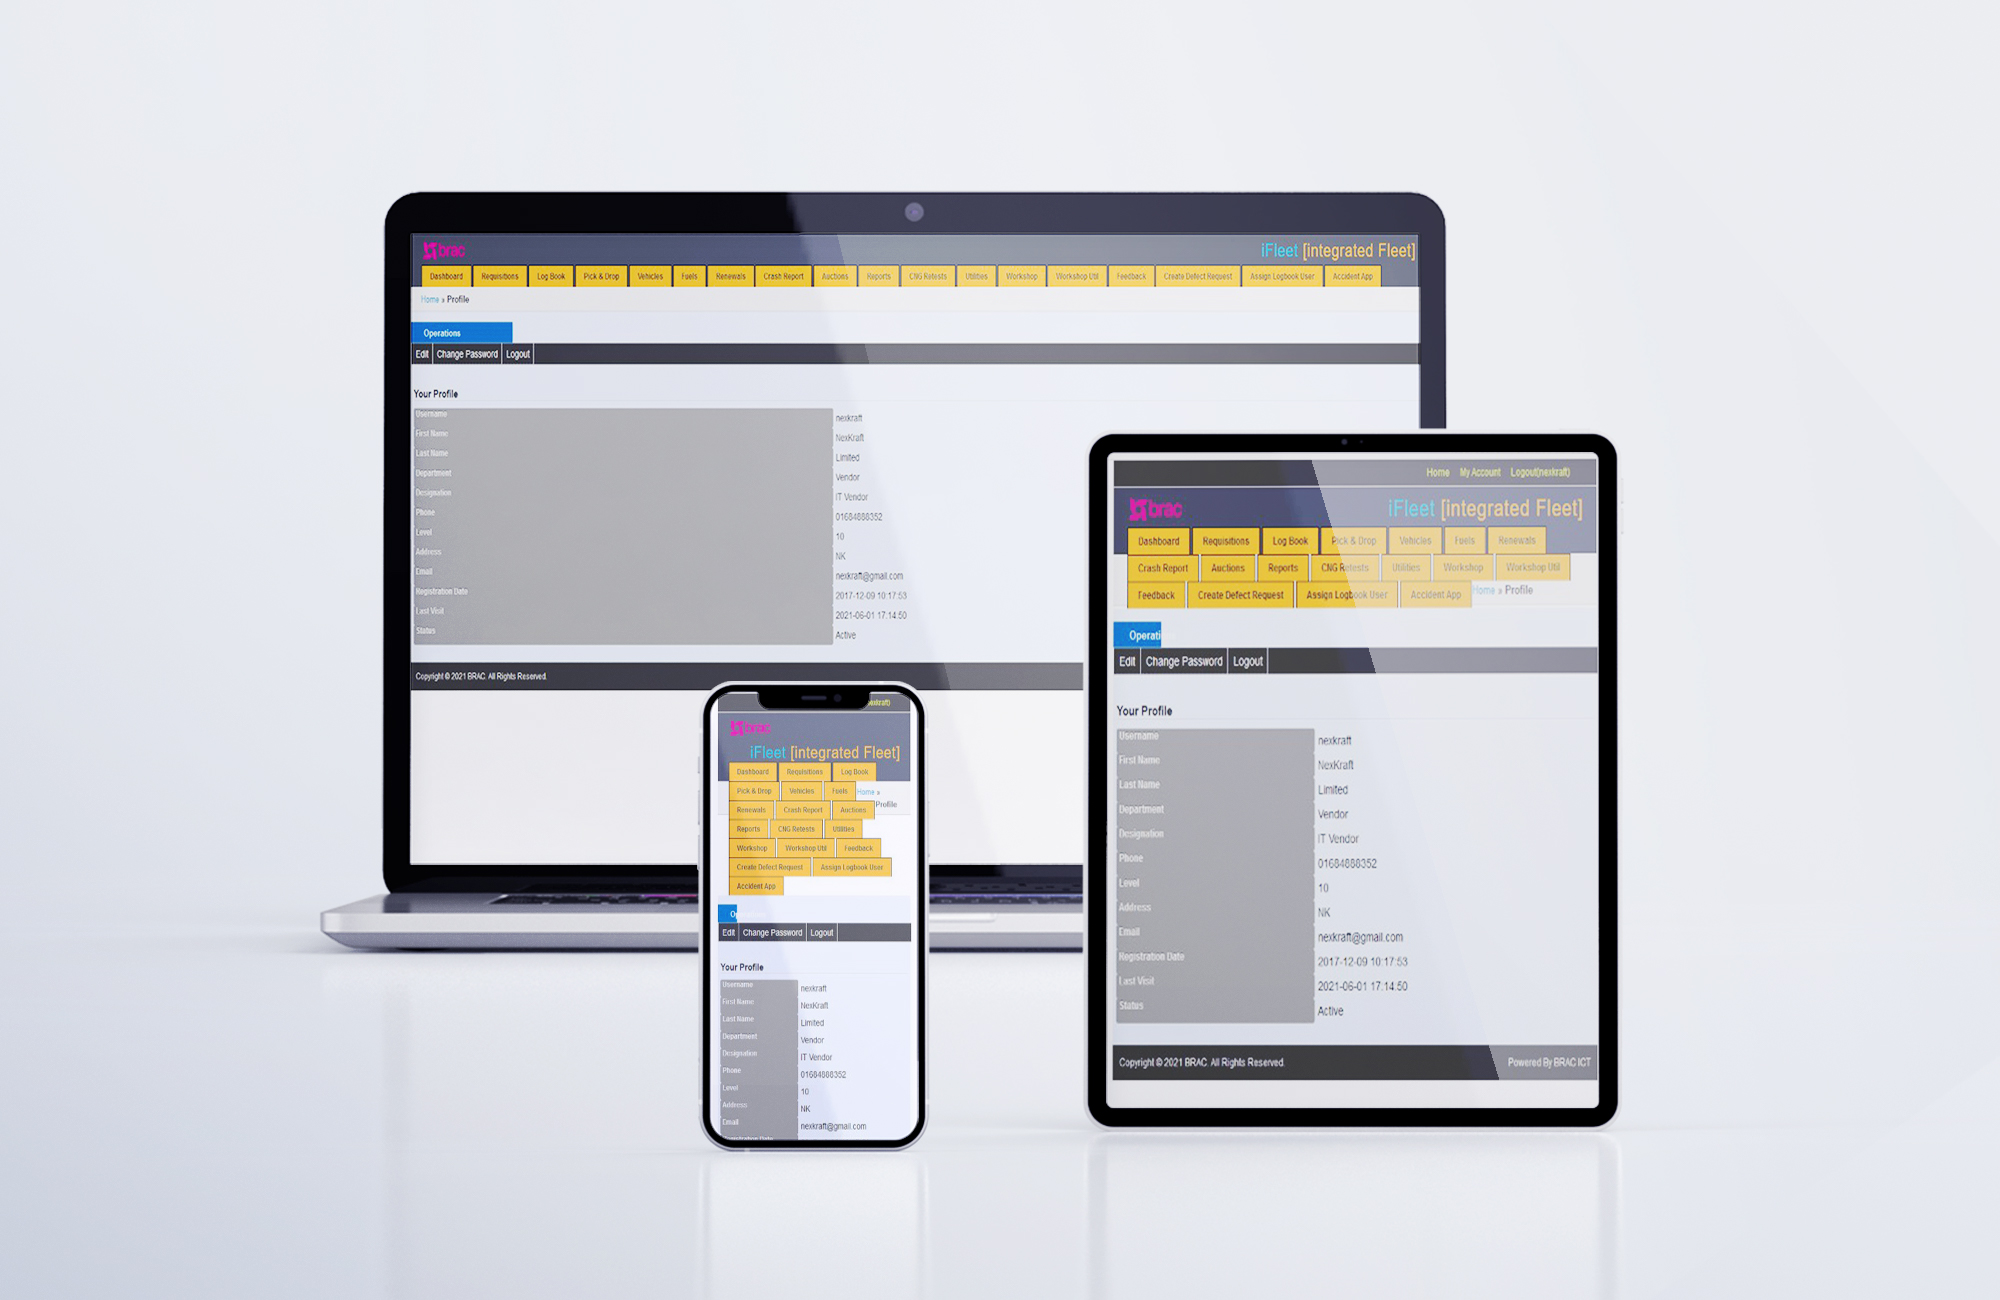 brac
iFleet [integrated Fleet]
Dashboard Requisitions Log Book Pick & Drop Vehicles Fuels Renewals Crash Report Auctions Reports CNG Retests Utilities Workshop Workshop Util Feedback Create Defect Request Assign Logbook User Accident App
Home » Profile
Operations
Edit Change Password Logout
Your Profile
Username nexkraft
First Name NexKraft
Last Name Limited
Department Vendor
Designation IT Vendor
Phone 01684888352
Level 10
Address NK
Email nexkraft@gmail.com
Registration Date 2017-12-09 10:17:53
Last Visit 2021-06-01 17:14:50
Status Active
Copyright © 2021 BRAC. All Rights Reserved.
exkraft)
brac
iFleet [integrated Fleet]
Dashboard Requisitions Log Book
Pick & Drop Vehicles Fuels Home »
Renewals Crash Report Auctions Profile
Reports CNG Retests Utilities
Workshop Workshop Util Feedback
Create Defect Request Assign Logbook User
Accident App
Op
Edit Change Password Logout
Your Profile
Username nexkraft
First Name NexKraft
Last Name Limited
Department Vendor
Designation IT Vendor
Phone 01684888352
Level 10
Address NK
Email nexkraft@gmail.com
Registration Date
Home My Account Logout(nexkraft)
brac
iFleet [integrated Fleet]
Dashboard Requisitions Log Book Pick & Drop Vehicles Fuels Renewals
Crash Report Auctions Reports CNG Retests Utilities Workshop Workshop Util
Feedback Create Defect Request Assign Logbook User Accident App Home » Profile
Operati
Edit Change Password Logout
Your Profile
Username nexkraft
First Name NexKraft
Last Name Limited
Department Vendor
Designation IT Vendor
Phone 01684888352
Level 10
Address NK
Email nexkraft@gmail.com
Registration Date 2017-12-09 10:17:53
Last Visit 2021-06-01 17:14:50
Status Active
Copyright © 2021 BRAC. All Rights Reserved. Powered By BRAC ICT